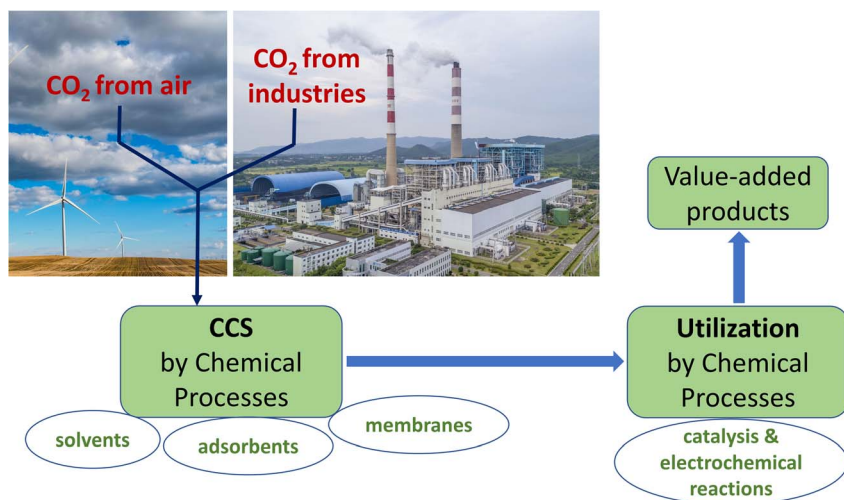 CO₂ from air
CO₂ from
industries
Value-added
products
CCS
by Chemical
Processes
Utilization
by Chemical
Processes
solvents
adsorbents
membranes
catalysis &
electrochemical
reactions